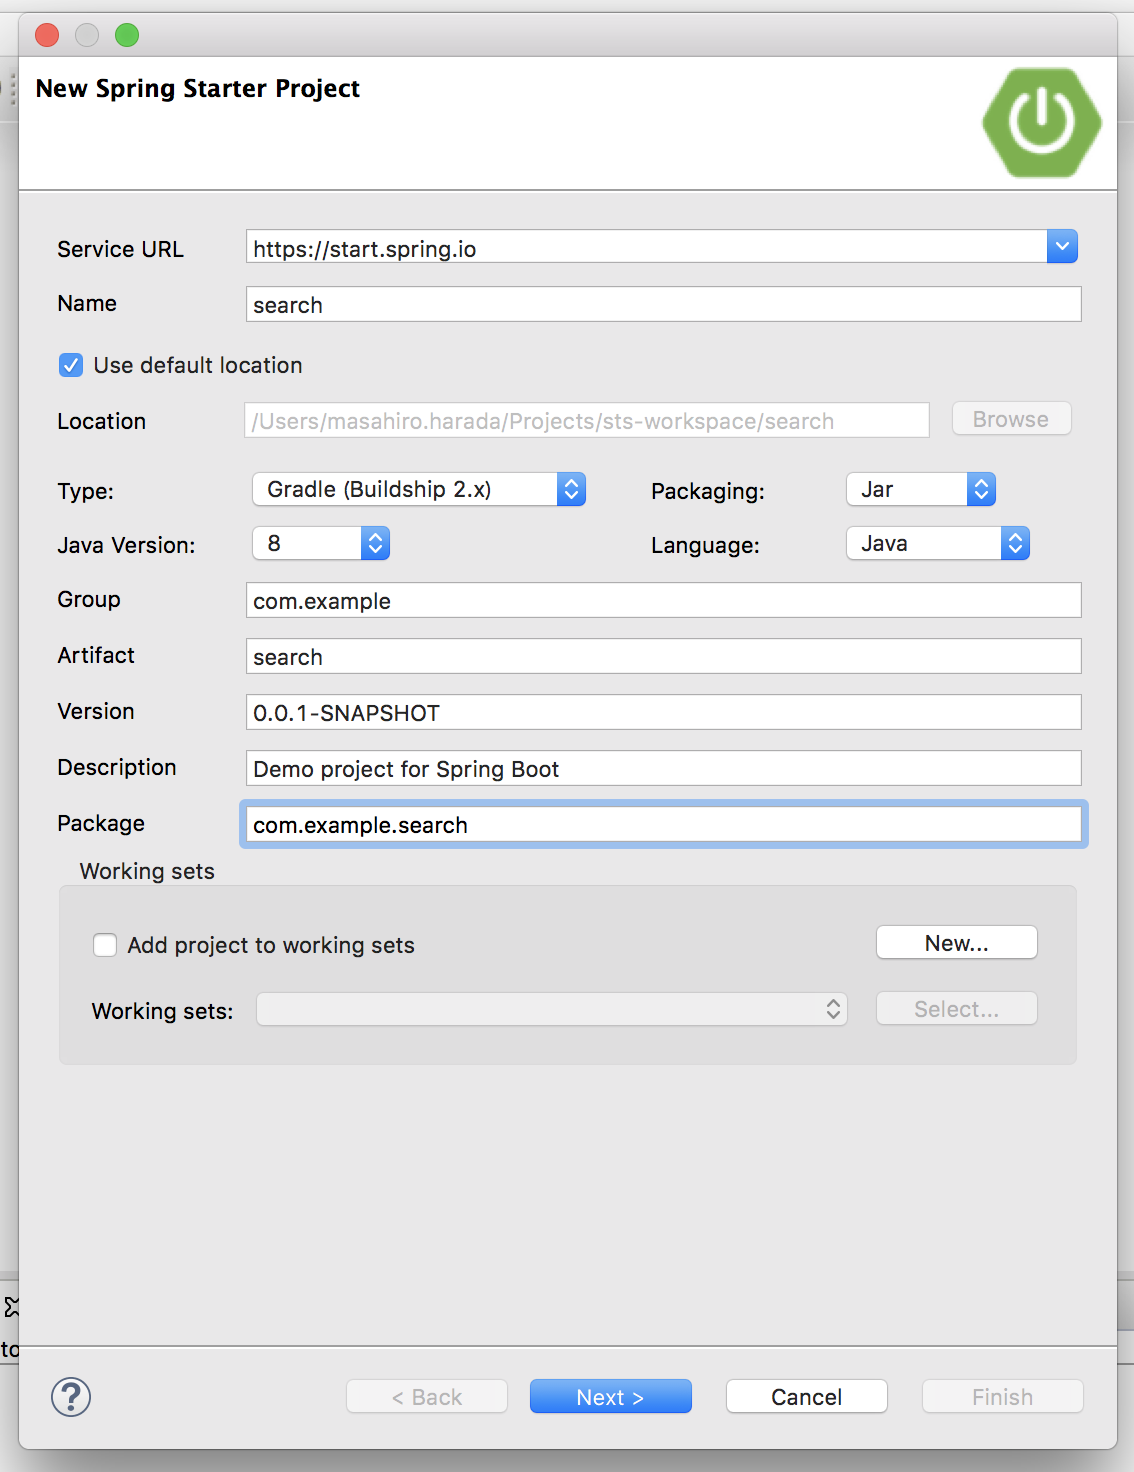 New Spring Starter Project
Service URL https://start.spring.io
Name search
Use default location
Location /Users/masahiro.harada/Projects/sts-workspace/search Browse
Type: Gradle (Buildship 2.x) Packaging: Jar
Java Version: 8 Language: Java
Group com.example
Artifact search
Version 0.0.1-SNAPSHOT
Description Demo project for Spring Boot
Package com.example.search
Working sets
Add project to working sets New...
Working sets: Select...
to
? < Back Next > Cancel Finish